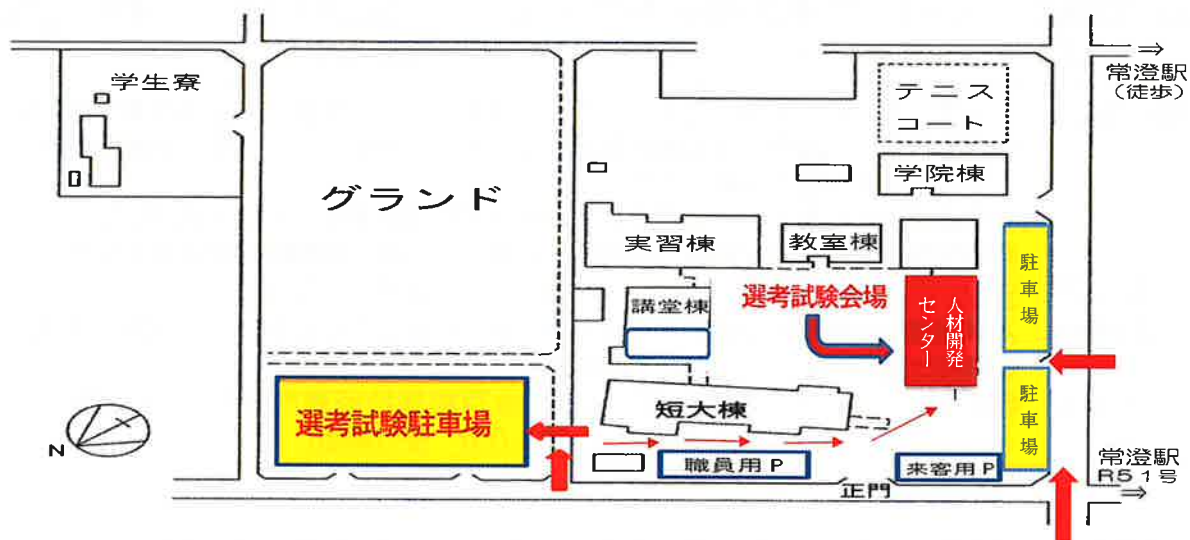 学生寮
テニス
コート
常澄駅
(徒歩)
学院棟
グランド
実習棟
教室棟
駐車場
選考試験会場
人材開発
センター
講堂棟
駐車場
選考試験駐車場
短大棟
N
職員用P
来客用P
常澄駅
R51号
正門